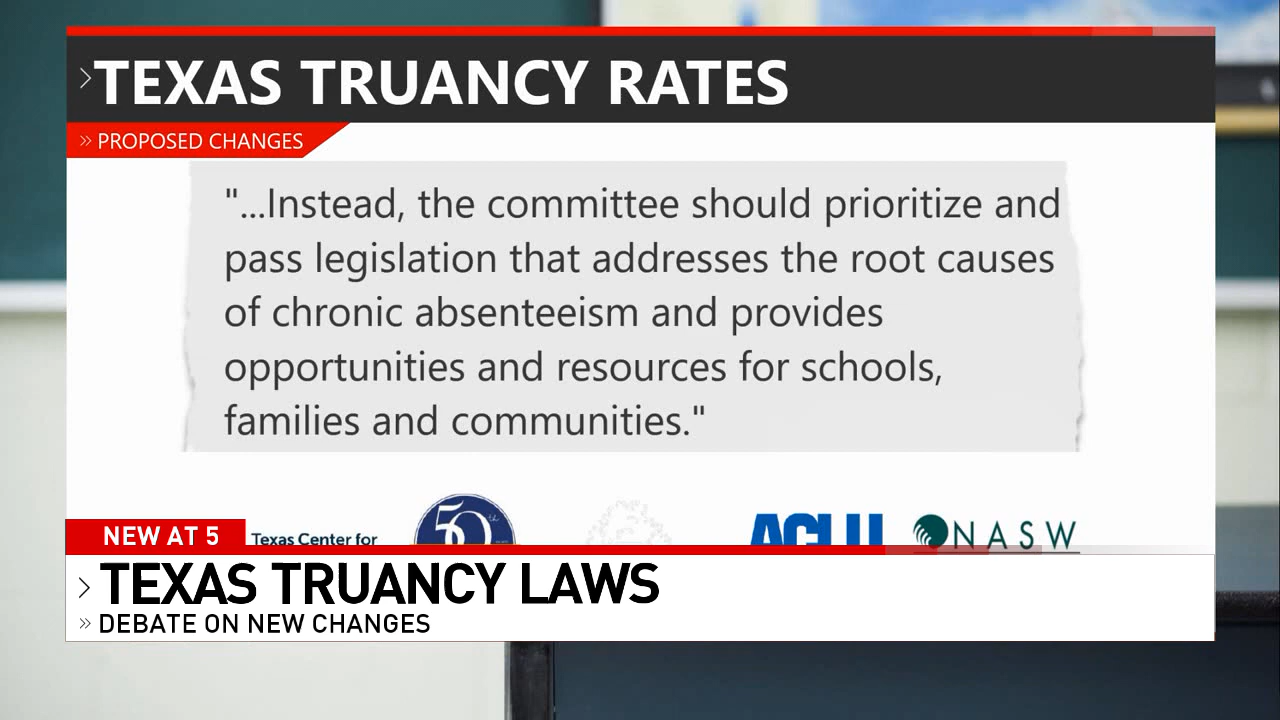 TEXAS TRUANCY RATES
PROPOSED CHANGES
"...Instead, the committee should prioritize and
pass legislation that addresses the root causes
of chronic absenteeism and provides
opportunities and resources for schools,
families and communities."
NEW AT 5
Texas Center for
50th
ACLU
NASW
TEXAS TRUANCY LAWS
DEBATE ON NEW CHANGES